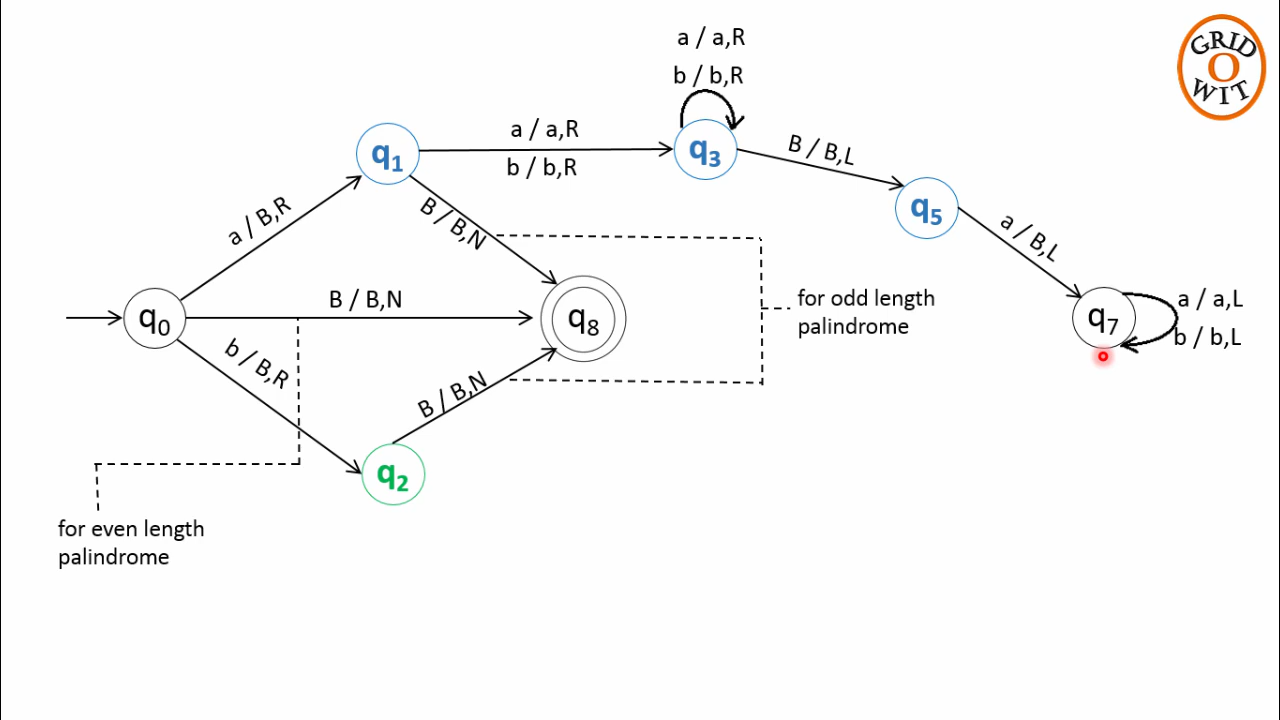 a / a,R
b / b,R
GRID
O
WIT
q1
a / a,R
b / b,R
q3
B / B,L
q5
a / B,R
B / B,N
a / B,L
q0
B / B,N
q8
for odd length
palindrome
q7
a / a,L
b / b,L
b / B,R
B / B,N
q2
for even length
palindrome